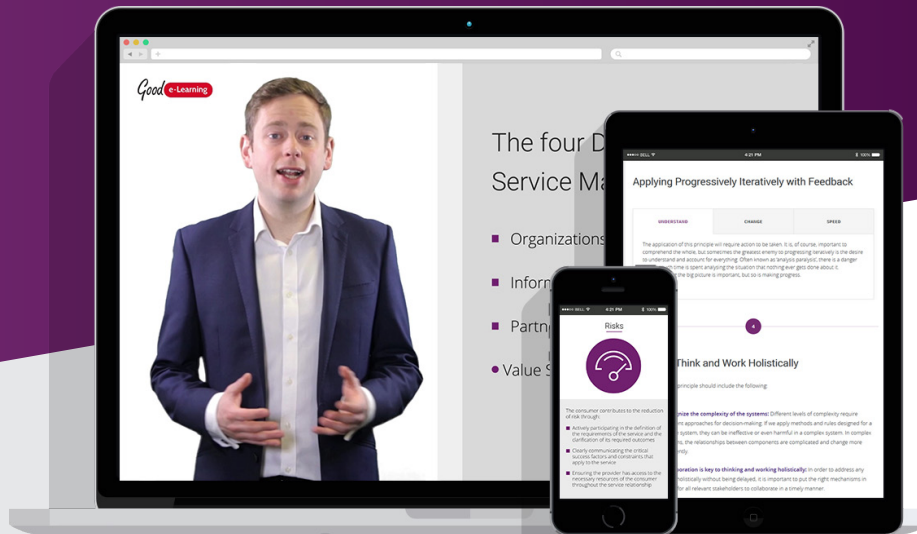 Good e-Learning
The four
Service
Organizations
Value
BELL 4:21 PM 100%
Applying Progressively Iteratively with Feedback
UNDERSTAND CHANGE SPEED
The application of this principle will require action to be taken. It is, of course, important to
comprehend the whole, but sometimes the greatest enemy to progressing iteratively is the desire
to understand and account for everything. Often known as 'analysis paralysis', there is a danger
time is spent analysing the situation that nothing ever gets done about it.
the big picture is important, but so is making progress.
4
Think and Work Holistically
principle should include the following:
the complexity of the systems: Different levels of complexity require
approaches for decision-making. If we apply methods and rules designed for a
system, they can be ineffective or even harmful in a complex system. In complex
the relationships between components are complicated and change more
is key to thinking and working holistically: In order to address any
holistically without being delayed, it is important to put the right mechanisms in
for all relevant stakeholders to collaborate in a timely manner.
BELL 4:21 PM 100%
Risks
The consumer contributes to the reduction
of risk through:
Actively participating in the definition of
the requirements of the service and the
clarification of its required outcomes
Clearly communicating the critical
success factors and constraints that
apply to the service
Ensuring the provider has access to the
necessary resources of the consumer
throughout the service relationship